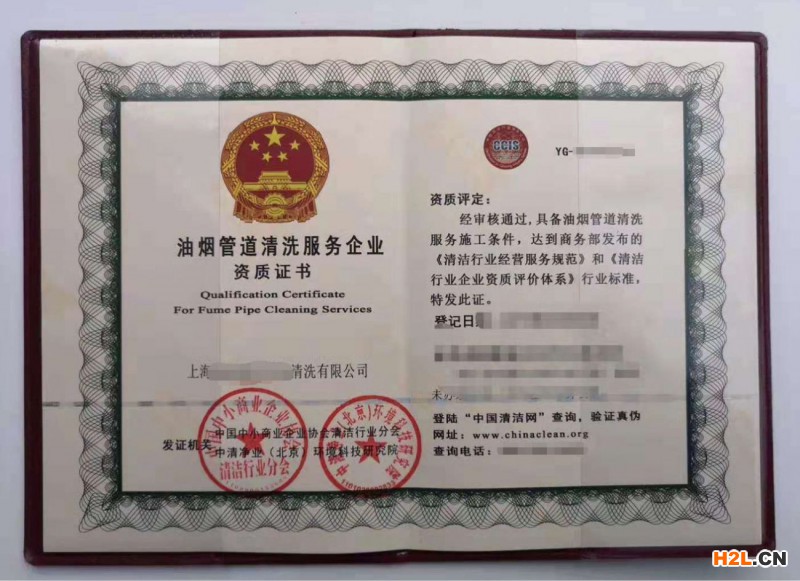 油烟管道清洗服务企业
资质证书
Qualification Certificate
For Fume Pipe Cleaning Services
上海
清洗有限公司
发证机关
中国中小商业企业协会清洁行业分会
中清净业（北京）环境科技研究院
清洁行业分会
CCIS
YG-
资质评定：
经审核通过，具备油烟管道清洗
服务施工条件，达到商务部发布的
《清洁行业经营服务规范》和《清洁
行业企业资质评价体系》行业标准，
特发此证。
登记日
登陆“中国清洁网”查询，验证真伪
网址：www.chinaclean.org
查询电话：
H2L.CN